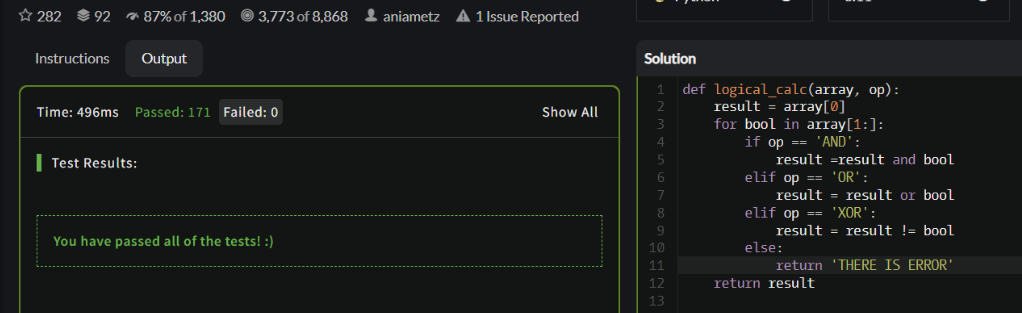 282 92 87% of 1,380 3,773 of 8,868 aniametz 1 Issue Reported
Instructions Output
Time: 496ms Passed: 171 Failed: 0 Show All
Test Results:
You have passed all of the tests! :)
Solution
1 def logical_calc(array, op):
2 result = array[0]
3 for bool in array[1:]:
4 if op == 'AND':
5 result =result and bool
6 elif op == 'OR':
7 result = result or bool
8 elif op == 'XOR':
9 result = result != bool
10 else:
11 return 'THERE IS ERROR'
12 return result
13